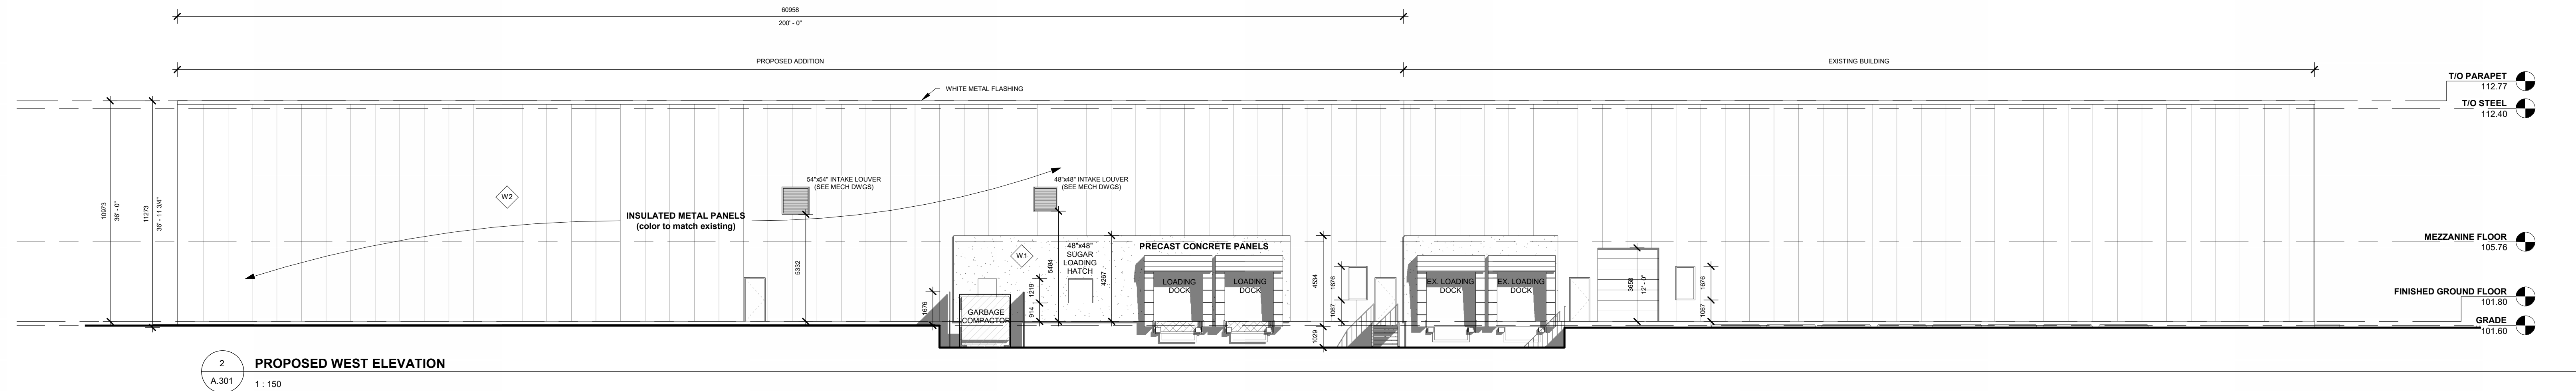 60958
200' - 0"
PROPOSED ADDITION
EXISTING BUILDING
WHITE METAL FLASHING
T/O PARAPET
112.77
T/O STEEL
112.40
54"x54" INTAKE LOUVER
(SEE MECH DWGS)
48"x48" INTAKE LOUVER
(SEE MECH DWGS)
W2
10973
36' - 0"
11273
36' - 11 3/4"
INSULATED METAL PANELS
(color to match existing)
MEZZANINE FLOOR
105.76
48"x48"
SUGAR
LOADING
HATCH
PRECAST CONCRETE PANELS
W1
5332
5484
4267
4534
1676
1219
914
1676
1067
3658
12' - 0"
1676
1067
LOADING
DOCK
LOADING
DOCK
EX. LOADING
DOCK
EX. LOADING
DOCK
FINISHED GROUND FLOOR
101.80
GARBAGE
COMPACTOR
GRADE
101.60
1029
2
A.301
PROPOSED WEST ELEVATION
1 : 150